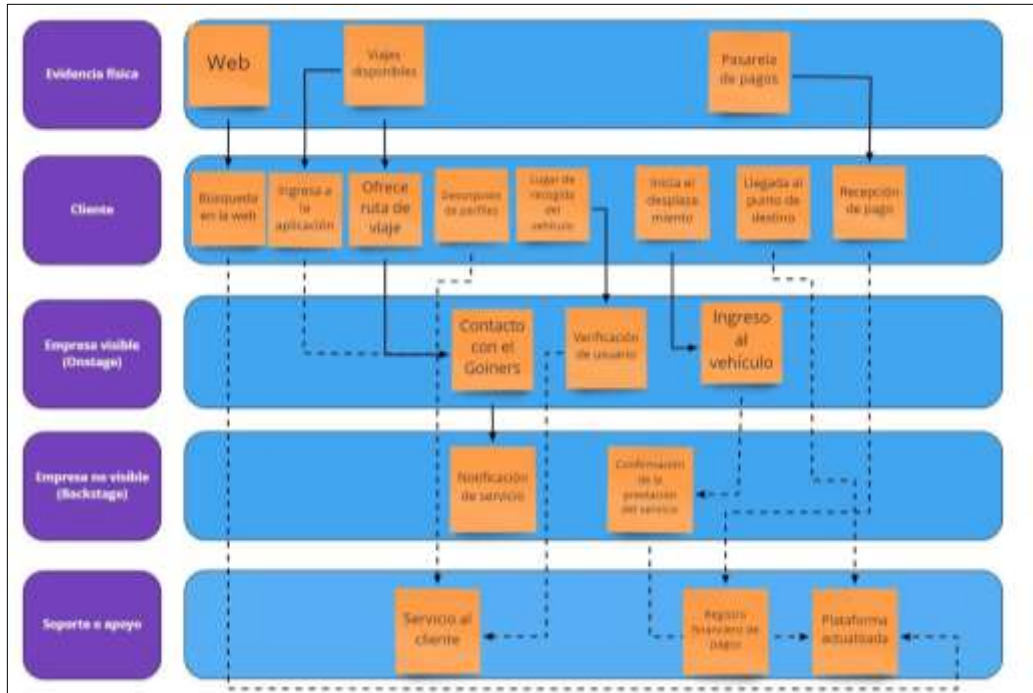 Evidencia física
Web
Viajes
disponibles
Pasarela
de pagos
Cliente
Búsqueda
en la web
Ingresa a
la
aplicación
Ofrece
ruta de
viaje
Descripción
de perfiles
Lugar de
recogida del
vehículo
Inicia el
desplaza
miento
Llegada al
punto de
destino
Recepción
de pago
Empresa visible
(Onstage)
Contacto
con el
Goiners
Verificación
de usuario
Ingreso
al
vehículo
Empresa no visible
(Backstage)
Notificación
de servicio
Confirmación
de la
prestación
del servicio
Soporte o apoyo
Servicio al
cliente
Registro
financiero de
pagos
Plataforma
actualizada